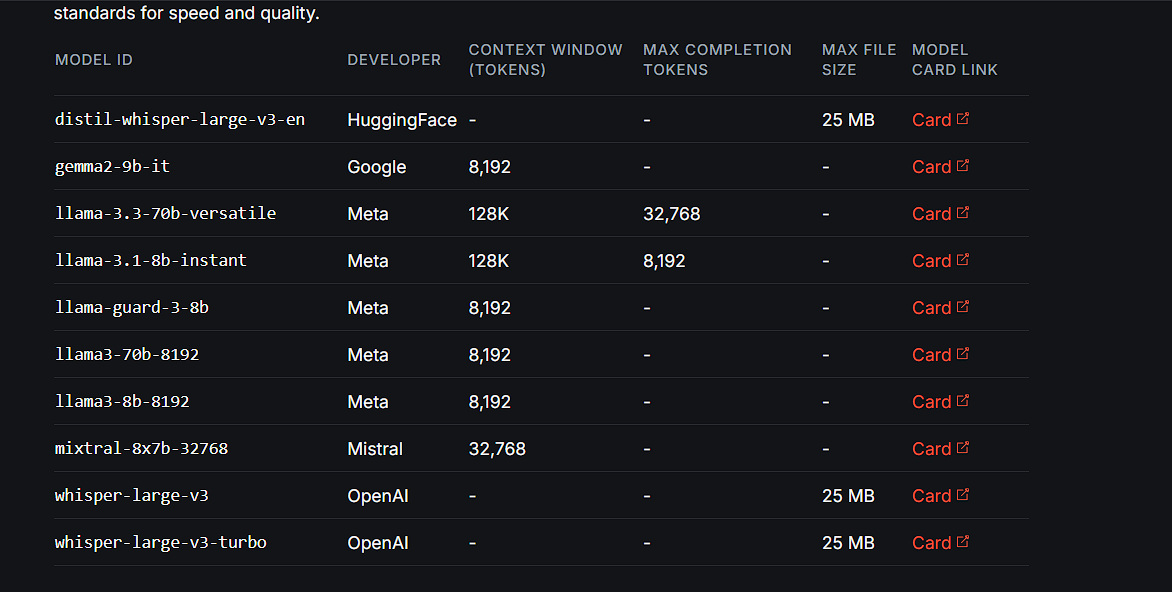 standards for speed and quality.
MODEL ID DEVELOPER CONTEXT WINDOW (TOKENS) MAX COMPLETION TOKENS MAX FILE SIZE MODEL CARD LINK
distil-whisper-large-v3-en HuggingFace - - 25 MB Card
gemma2-9b-it Google 8,192 - - Card
llama-3.3-70b-versatile Meta 128K 32,768 - Card
llama-3.1-8b-instant Meta 128K 8,192 - Card
llama-guard-3-8b Meta 8,192 - - Card
llama3-70b-8192 Meta 8,192 - - Card
llama3-8b-8192 Meta 8,192 - - Card
mixtral-8x7b-32768 Mistral 32,768 - - Card
whisper-large-v3 OpenAI - - 25 MB Card
whisper-large-v3-turbo OpenAI - - 25 MB Card